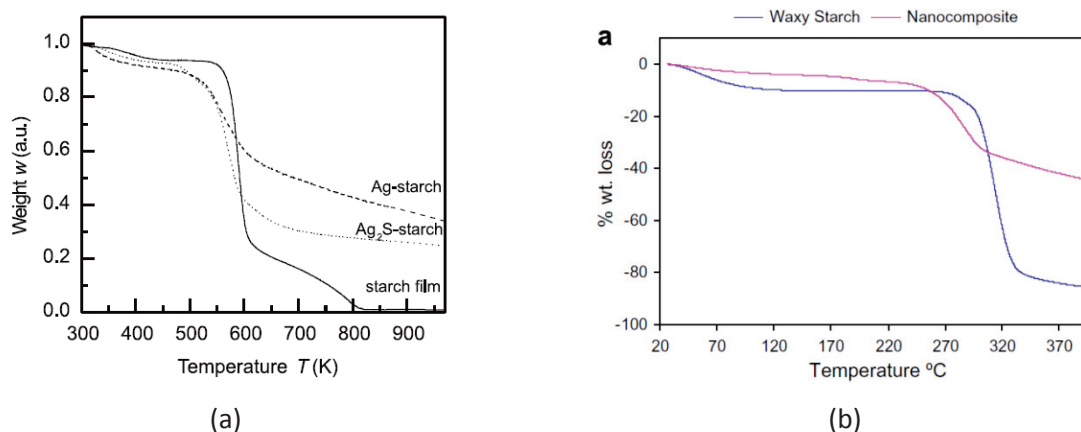 Weight w (a.u.)
1.0
0.8
0.6
0.4
0.2
0.0
Ag-starch
Ag₂S-starch
starch film
300 400 500 600 700 800 900
Temperature T (K)
(a)
Waxy Starch Nanocomposite
a
% wt. loss
0
-20
-40
-60
-80
-100
20 70 120 170 220 270 320 370
Temperature ºC
(b)